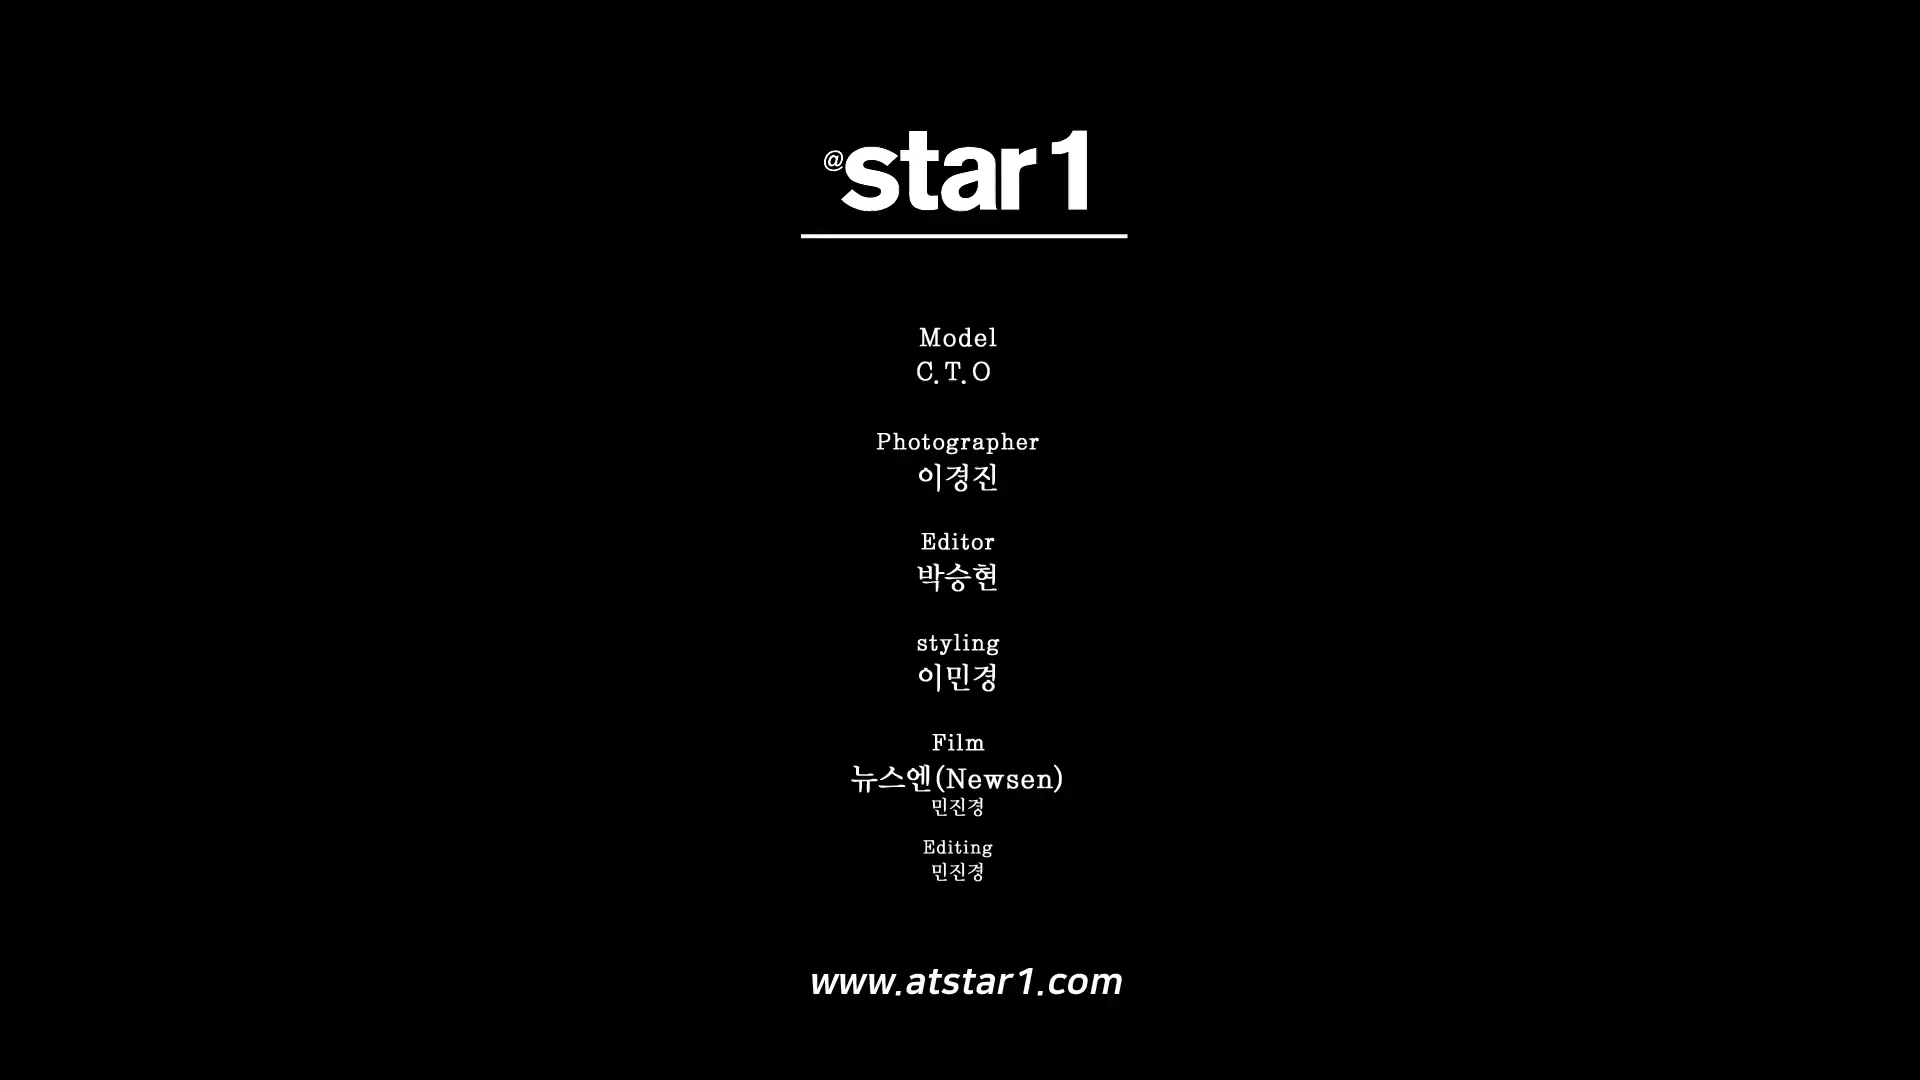 @star1
Model
C.T.O
Photographer
이경진
Editor
박승현
styling
이민경
Film
뉴스엔(Newsen)
민진경
Editing
민진경
www.atstar1.com